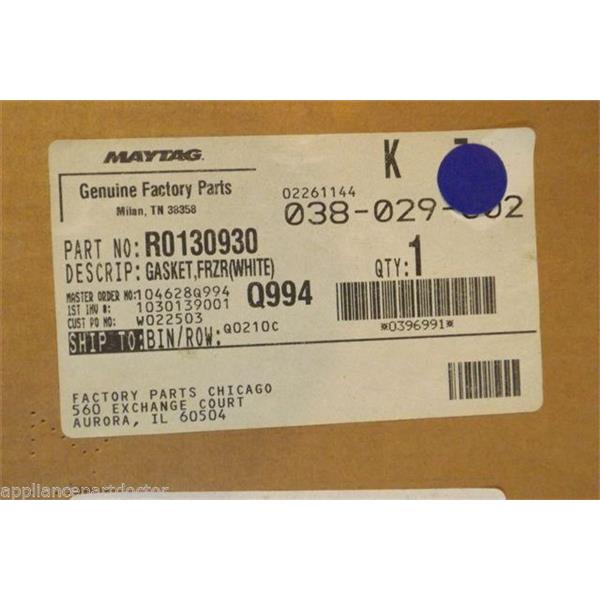 MAYTAG
Genuine Factory Parts
Milan, TN 38358
K
02261144
038-029-
PART NO: R0130930
DESCRIP: GASKET,FRZR(WHITE)
QTY: 1
MASTER ORDER NO: 104628Q994
Q994
1ST INV #: 1030139001
CUST PO NO: W022503
*0396991*
SHIP TO: BIN/ROW: Q0210C
FACTORY PARTS CHICAGO
560 EXCHANGE COURT
AURORA, IL 60504
appliancepartdoctor